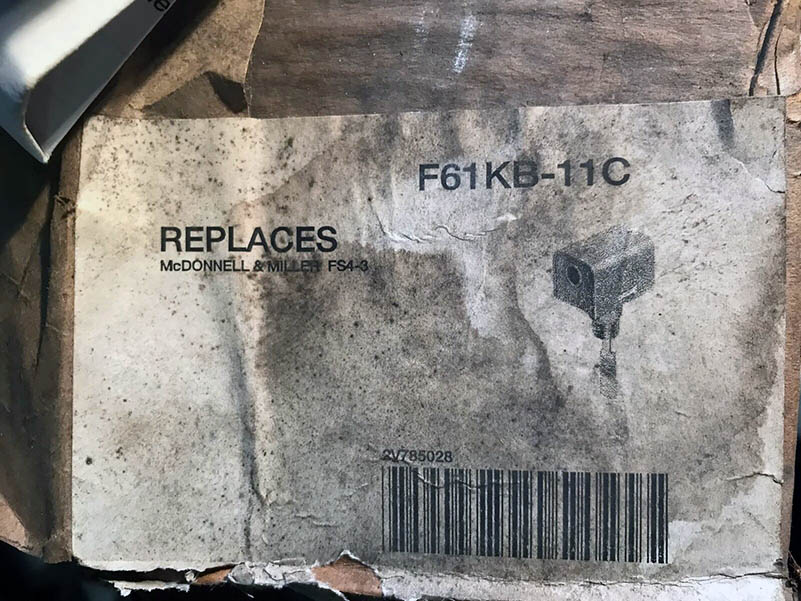 F61KB-11C
REPLACES
McDONNELL & MILLER FS4-3
2V785028